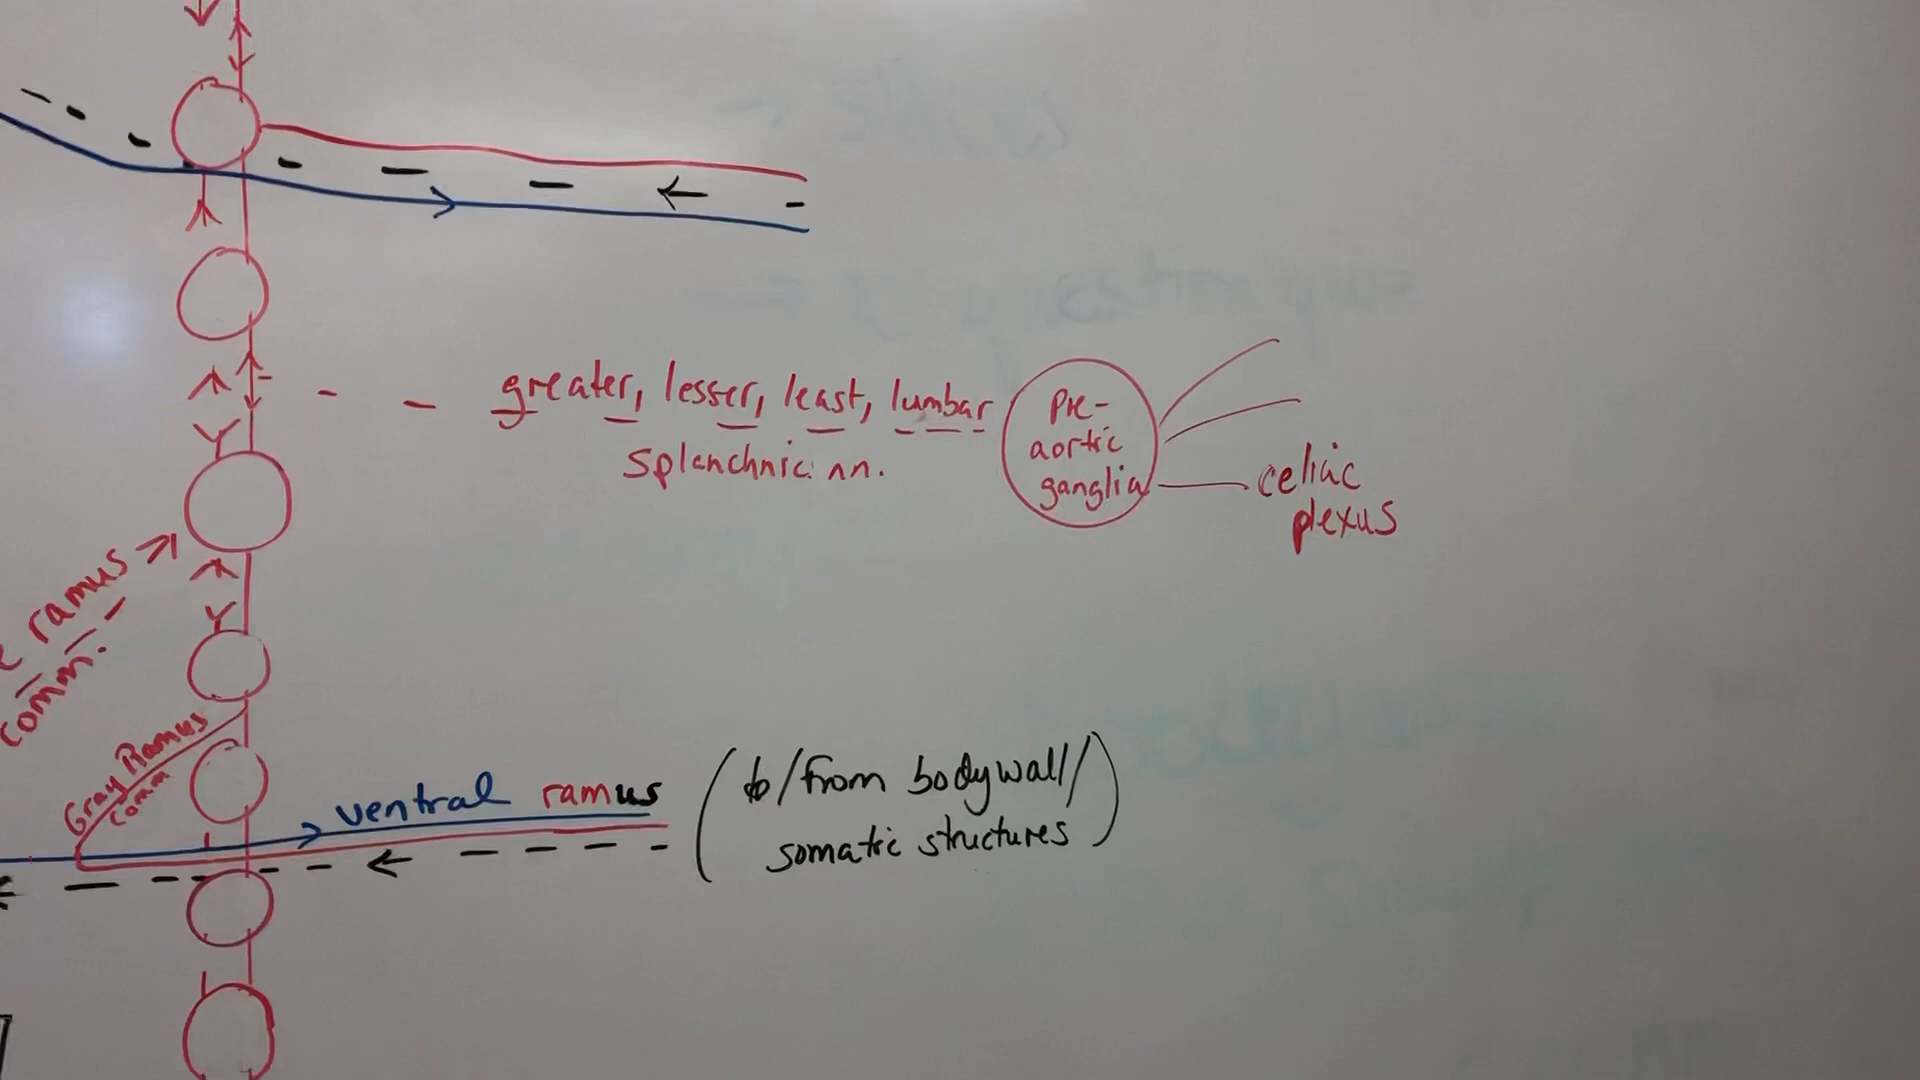 greater, lesser, least, lumbar
splanchnic nn.
pre-
aortic
ganglia
celiac
plexus
ramus
comm.
Gray Ramus
comm
ventral ramus
(to/from bodywall/
somatic structures)